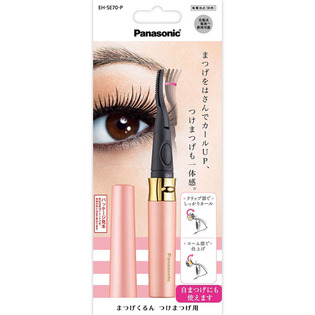 EH-SE70-P
Panasonic
まつげをはさんでカールUP、
つけまつげも一体感。
クリップ部で
しっかりカール
コーム部で
仕上げ
自まつげにも
使えます
Panasonic
まつげくるん つけまつげ用